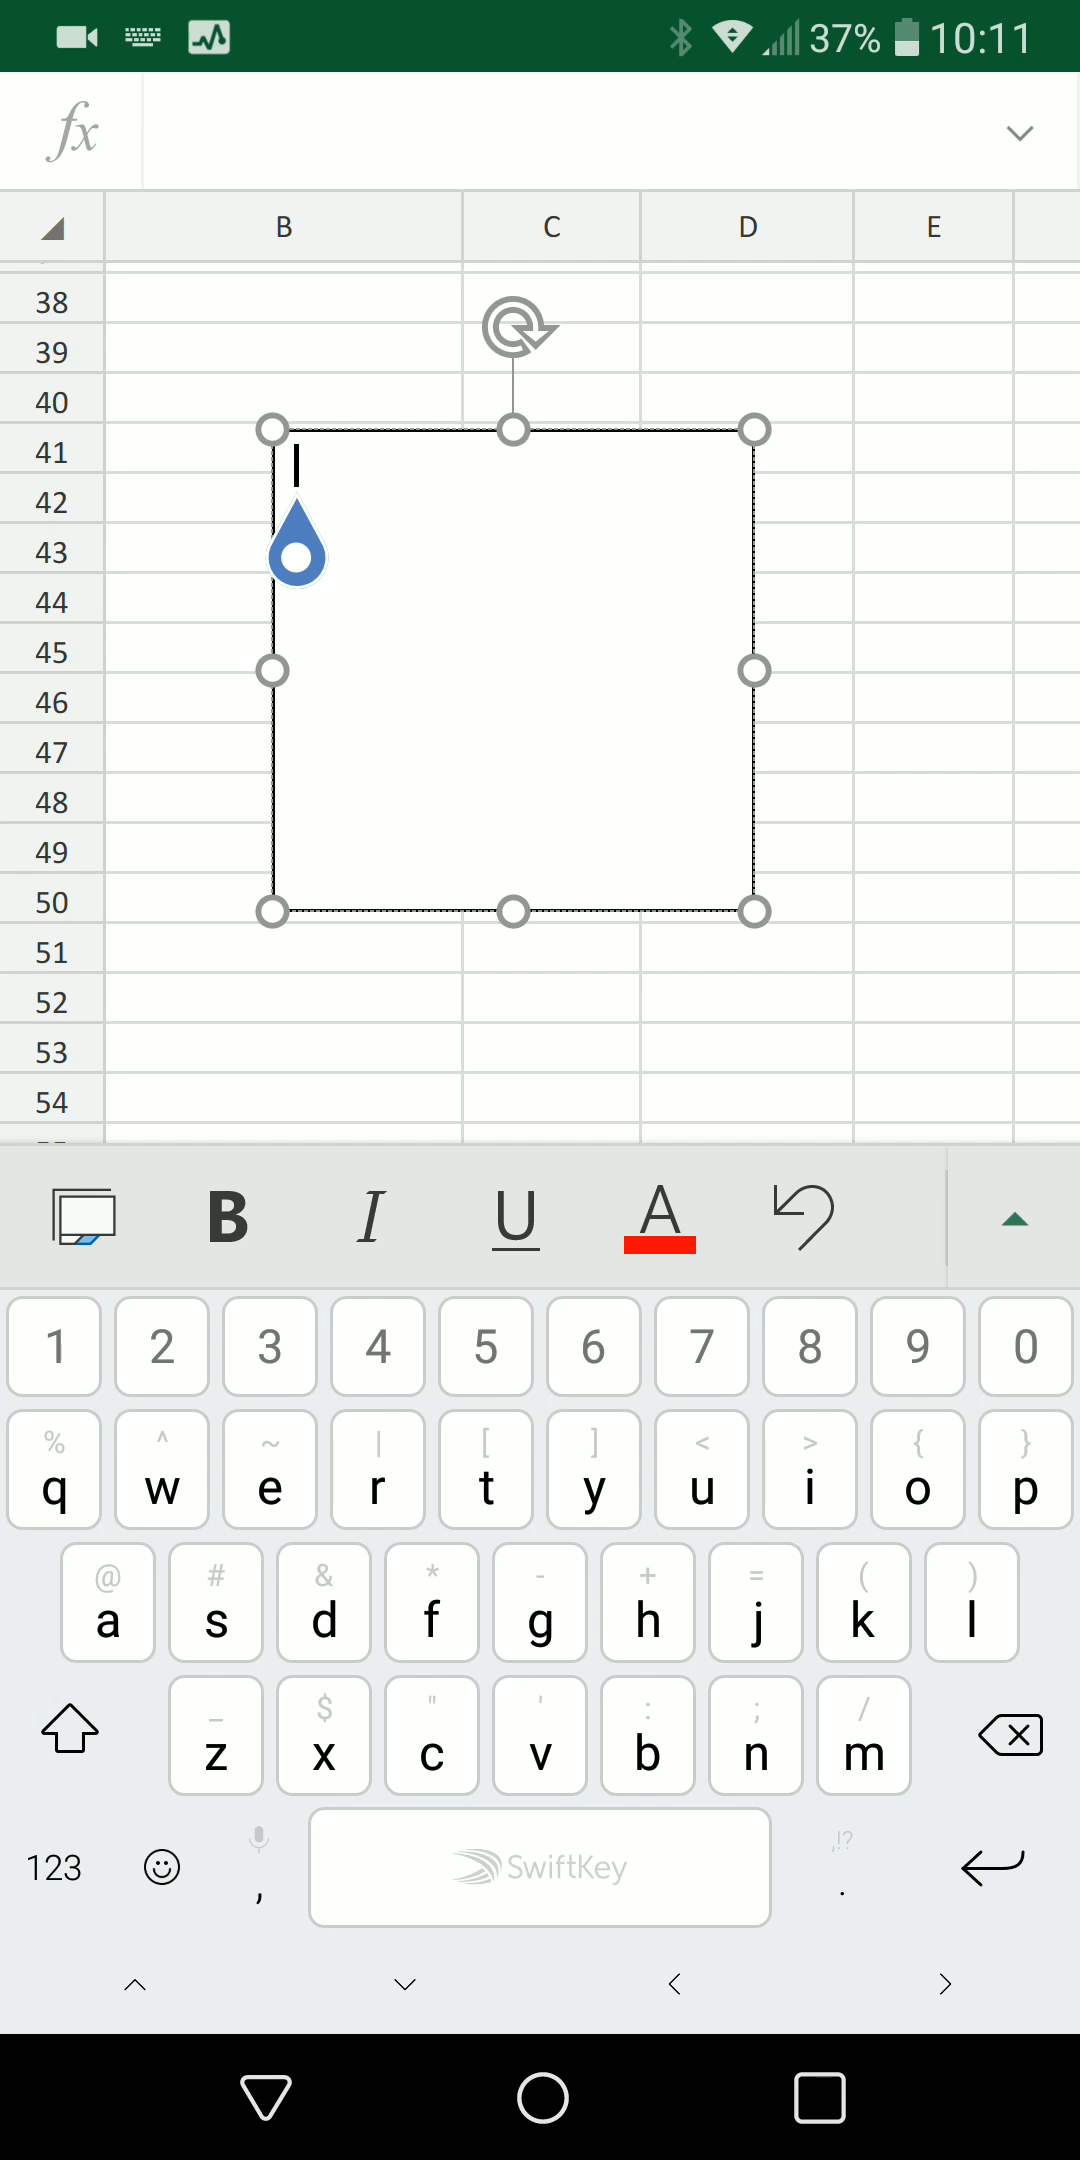 37% 10:11
fx
B C D E
38
39
40
41
42
43
44
45
46
47
48
49
50
51
52
53
54
B I U A
1 2 3 4 5 6 7 8 9 0
% ^ ~ | [ ] < > { }
q w e r t y u i o p
@ # & * - + = ( )
a s d f g h j k l
_ $ " ' : ; /
z x c v b n m
,!?
123 , SwiftKey .